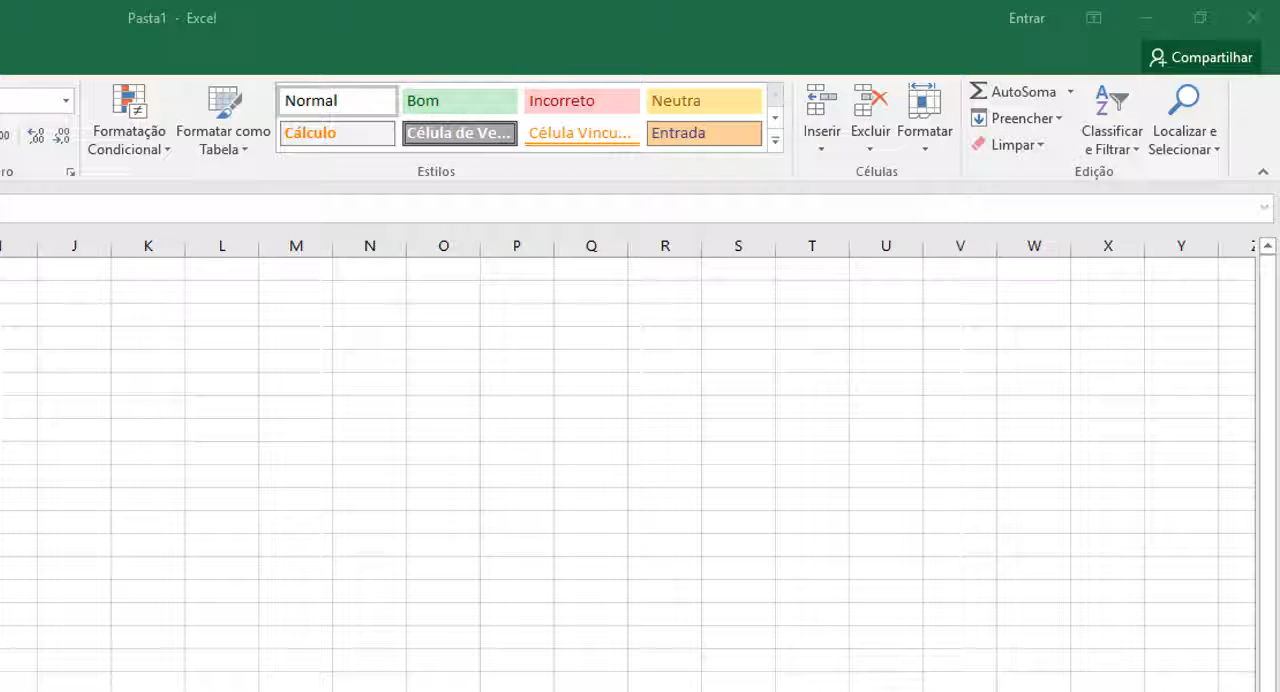 Pasta1 - Excel
Entrar
Compartilhar
Normal Bom Incorreto Neutra
Cálculo Célula de Ve... Célula Vincu... Entrada
Formatação
Condicional
Formatar como
Tabela
Estilos
Inserir Excluir Formatar
Células
AutoSoma
Preencher
Limpar
Classificar
e Filtrar
Localizar e
Selecionar
Edição
J K L M N O P Q R S T U V W X Y